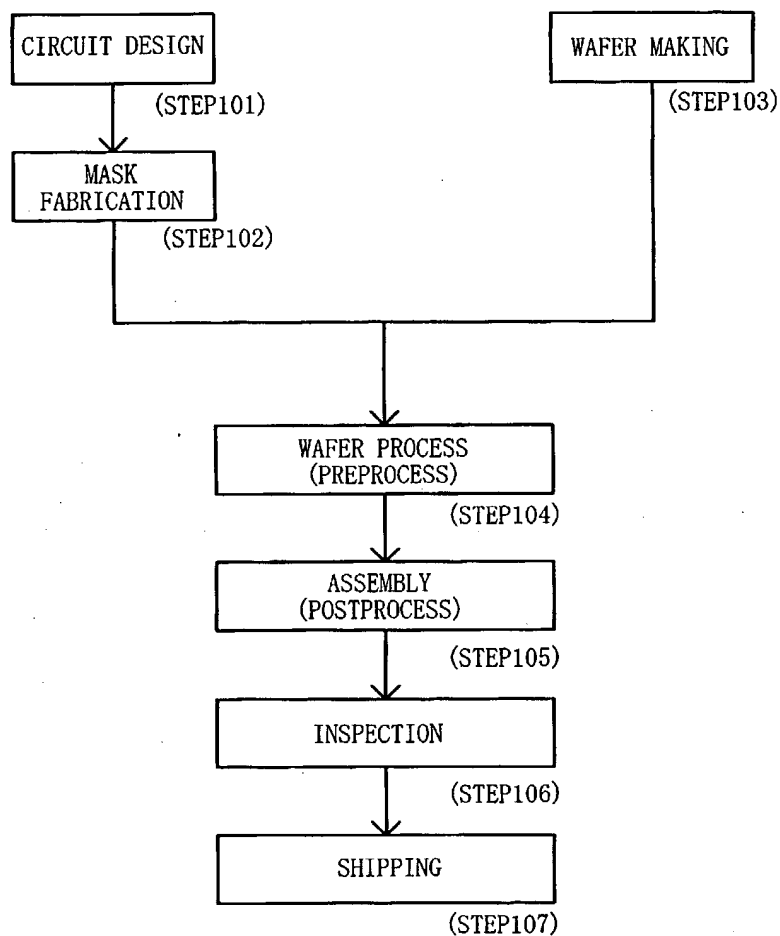 CIRCUIT DESIGN
(STEP101)
WAFER MAKING
(STEP103)
MASK
FABRICATION
(STEP102)
WAFER PROCESS
(PREPROCESS)
(STEP104)
ASSEMBLY
(POSTPROCESS)
(STEP105)
INSPECTION
(STEP106)
SHIPPING
(STEP107)